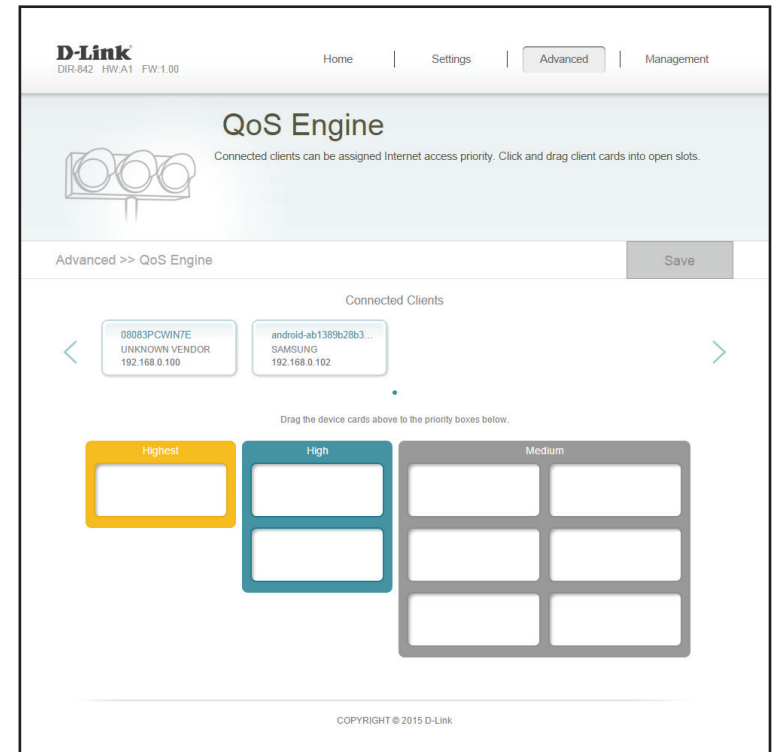 D-Link
DIR-842 HW:A1 FW:1.00
Home
Settings
Advanced
Management
QoS Engine
Connected clients can be assigned Internet access priority. Click and drag client cards into open slots.
Advanced >> QoS Engine
Save
Connected Clients
08083PCWIN7E
UNKNOWN VENDOR
192.168.0.100
android-ab1389b28b3...
SAMSUNG
192.168.0.102
Drag the device cards above to the priority boxes below.
Highest
High
Medium
COPYRIGHT © 2015 D-Link